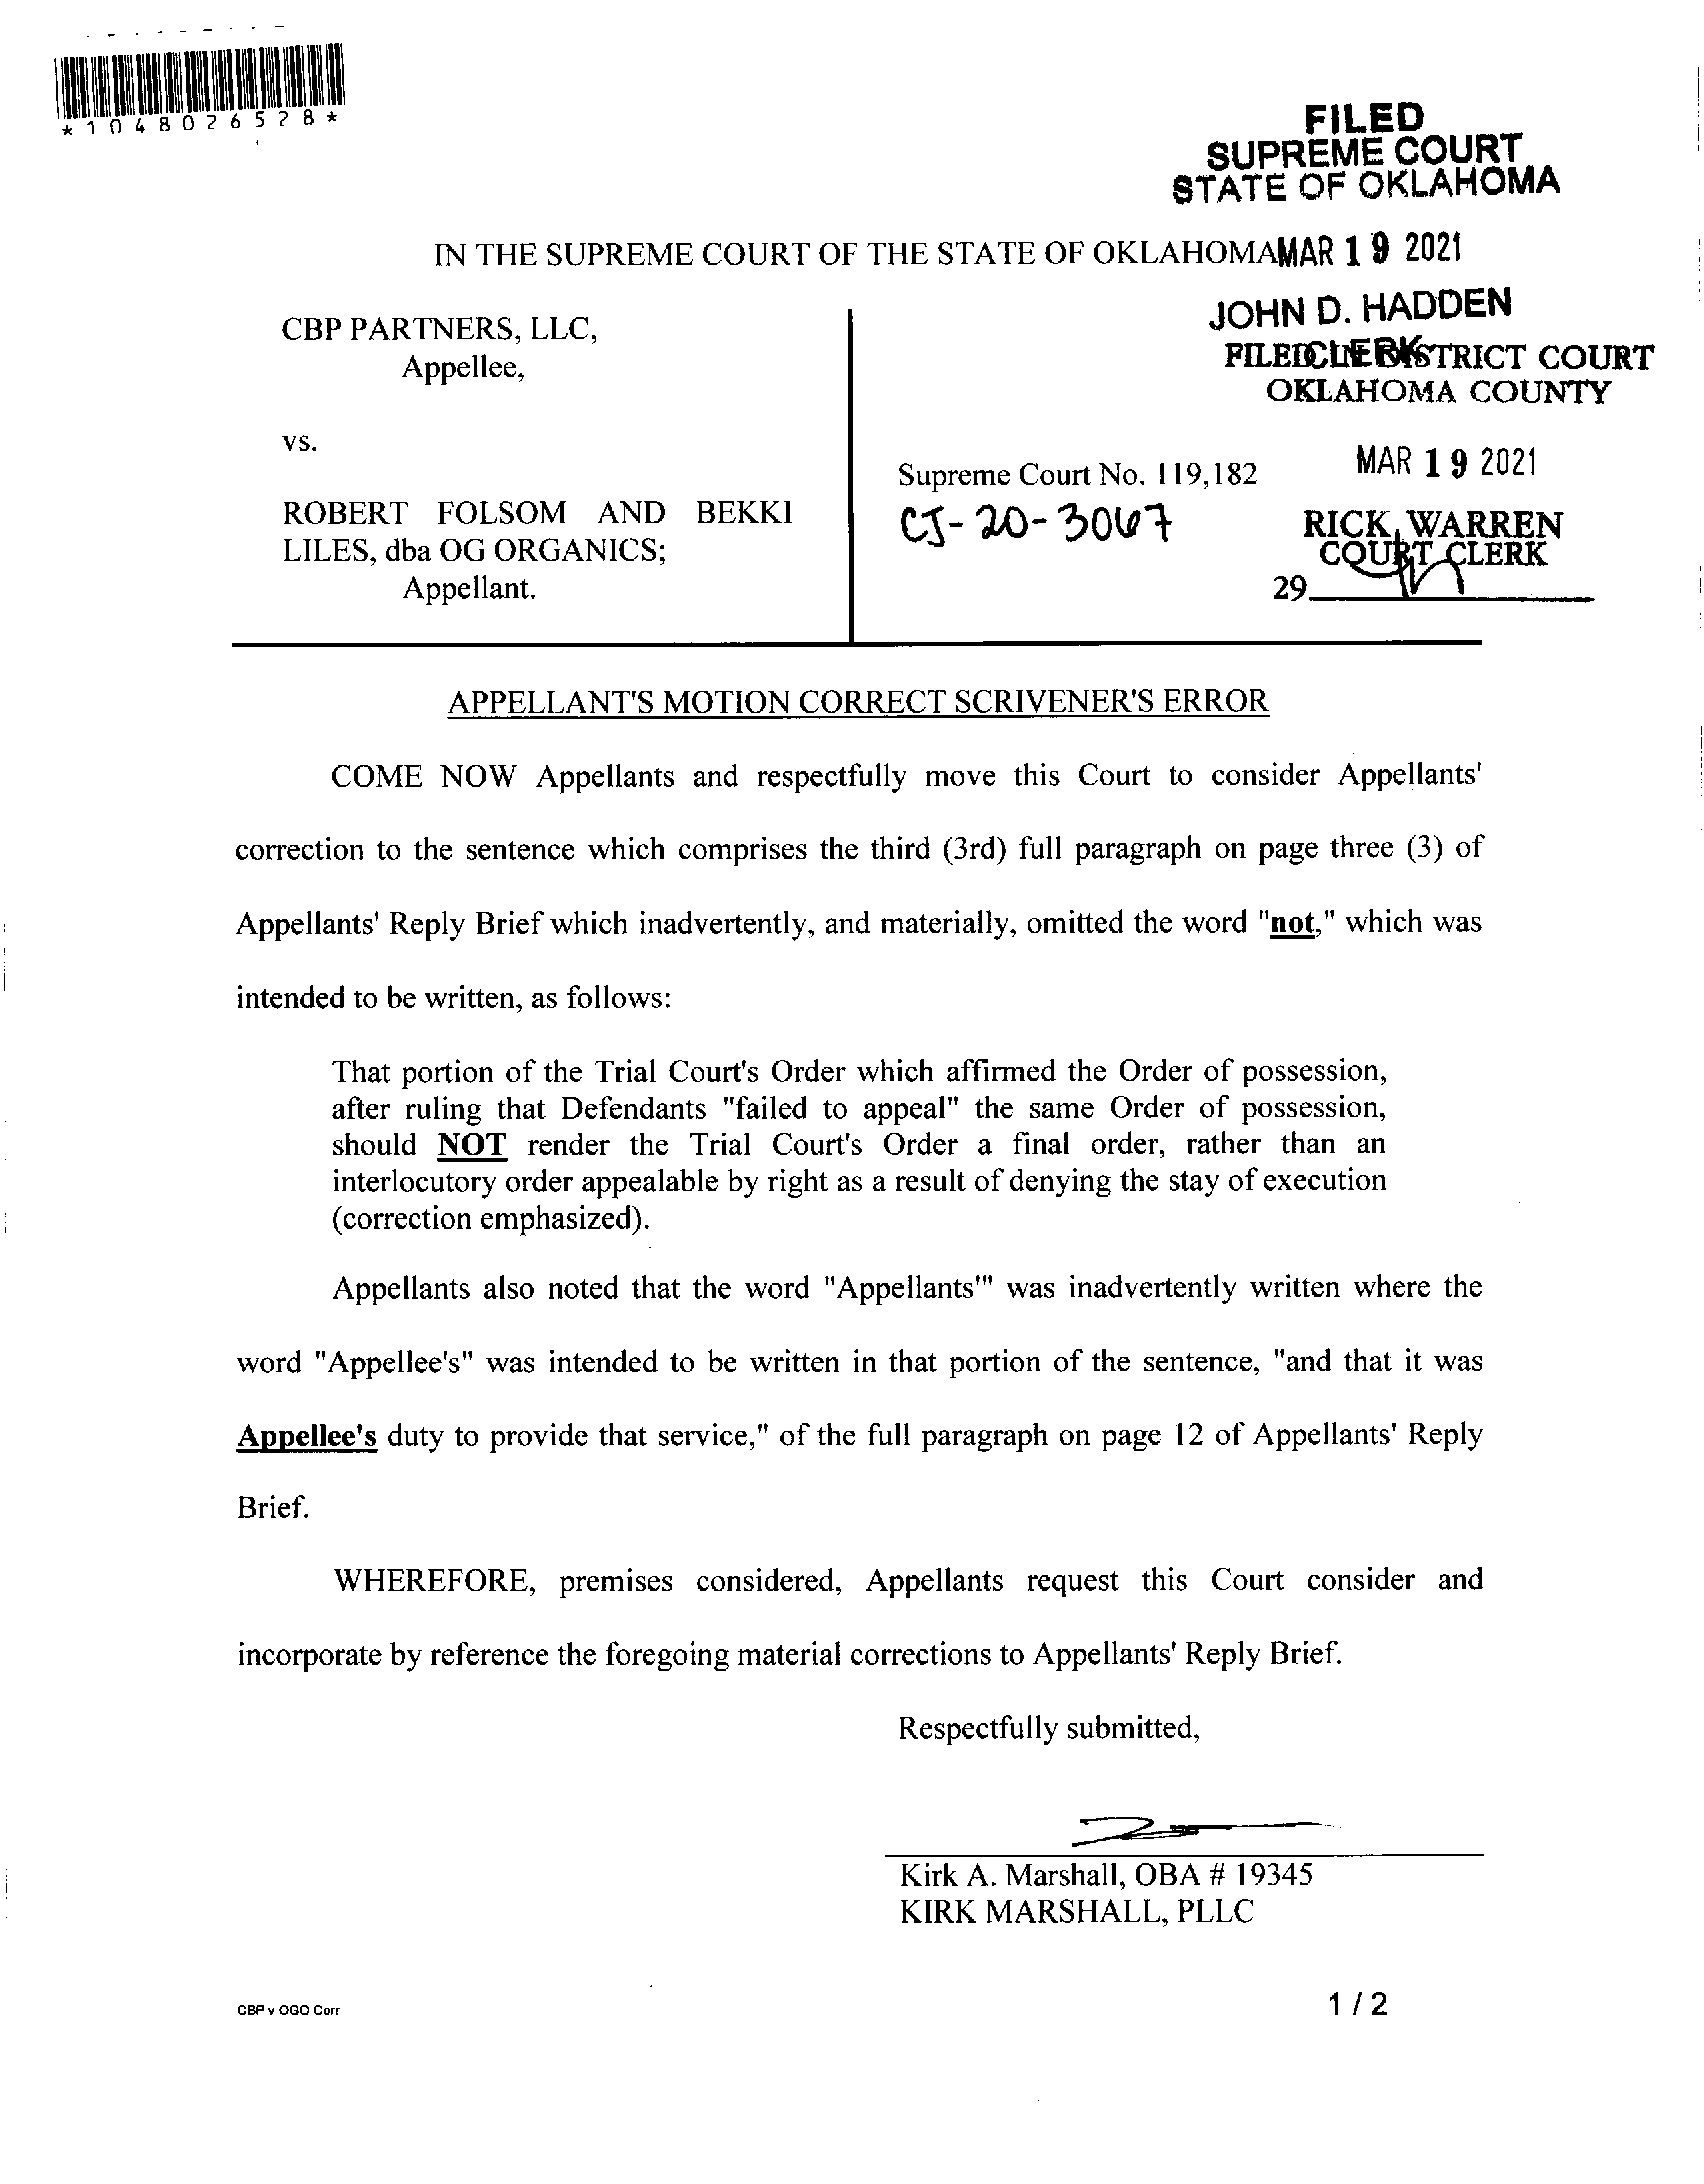 *1048026528*
FILED
SUPREME COURT
STATE OF OKLAHOMA
IN THE SUPREME COURT OF THE STATE OF OKLAHOMA MAR 19 2021
JOHN D. HADDEN
CLERK
CBP PARTNERS, LLC,
Appellee,
vs.
ROBERT FOLSOM AND BEKKI
LILES, dba OG ORGANICS;
Appellant.
FILED IN DISTRICT COURT
OKLAHOMA COUNTY
MAR 19 2021
RICK WARREN
COURT CLERK
29
Supreme Court No. 119,182
CJ-20-3067
APPELLANT'S MOTION CORRECT SCRIVENER'S ERROR
COME NOW Appellants and respectfully move this Court to consider Appellants'
correction to the sentence which comprises the third (3rd) full paragraph on page three (3) of
Appellants' Reply Brief which inadvertently, and materially, omitted the word "not," which was
intended to be written, as follows:
That portion of the Trial Court's Order which affirmed the Order of possession,
after ruling that Defendants "failed to appeal" the same Order of possession,
should NOT render the Trial Court's Order a final order, rather than an
interlocutory order appealable by right as a result of denying the stay of execution
(correction emphasized).
Appellants also noted that the word "Appellants'" was inadvertently written where the
word "Appellee's" was intended to be written in that portion of the sentence, "and that it was
Appellee's duty to provide that service," of the full paragraph on page 12 of Appellants' Reply
Brief.
WHEREFORE, premises considered, Appellants request this Court consider and
incorporate by reference the foregoing material corrections to Appellants' Reply Brief.
Respectfully submitted,
Kirk A. Marshall, OBA # 19345
KIRK MARSHALL, PLLC
CBP v OGO Corr
1 / 2